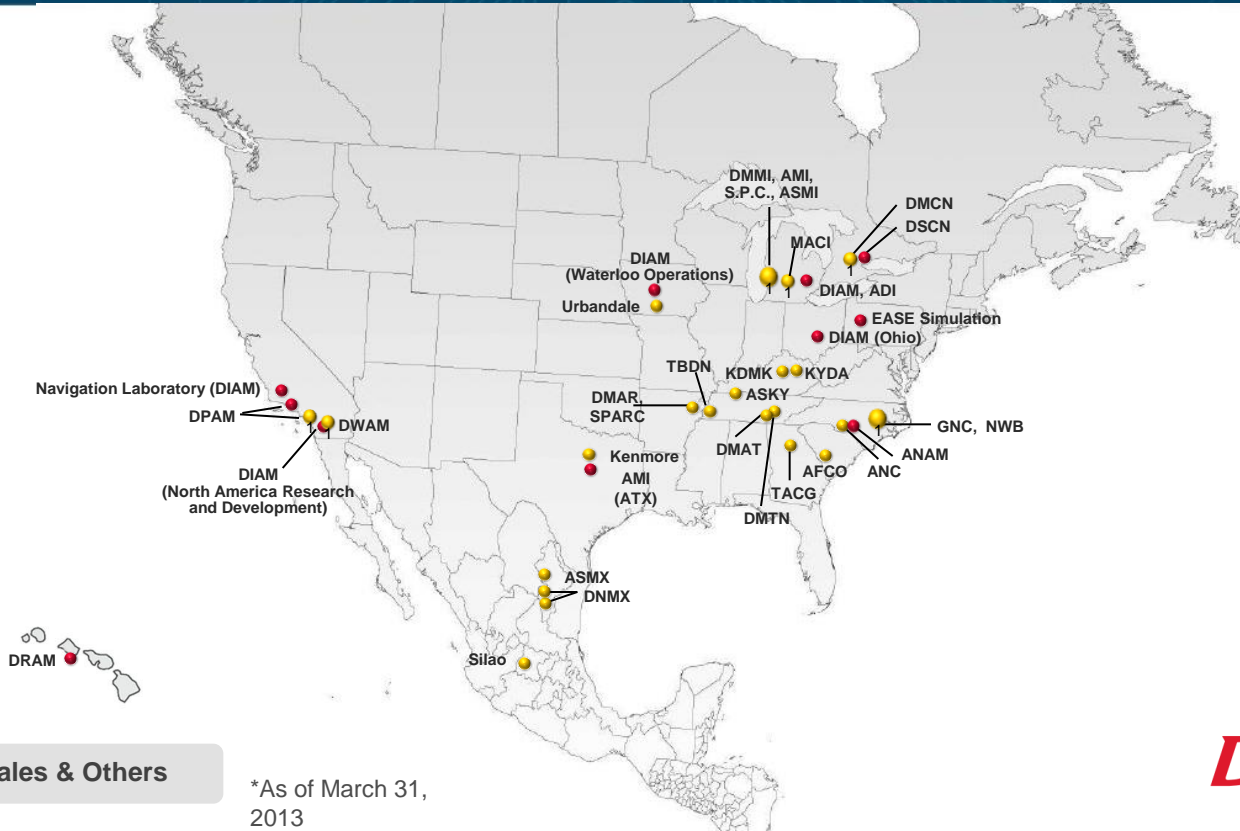 DMMI, AMI,
S.P.C., ASMI
DMCN
DSCN
MACI
DIAM
(Waterloo Operations)
DIAM, ADI
Urbandale
EASE Simulation
DIAM (Ohio)
TBDN
KDMK
KYDA
Navigation Laboratory (DIAM)
ASKY
DMAR,
SPARC
DPAM
DWAM
GNC, NWB
DMAT
ANAM
Kenmore
DIAM
(North America Research
and Development)
AFCO
ANC
AMI
(ATX)
TACG
DMTN
ASMX
DNMX
DRAM
Silao
ales & Others
*As of March 31,
2013